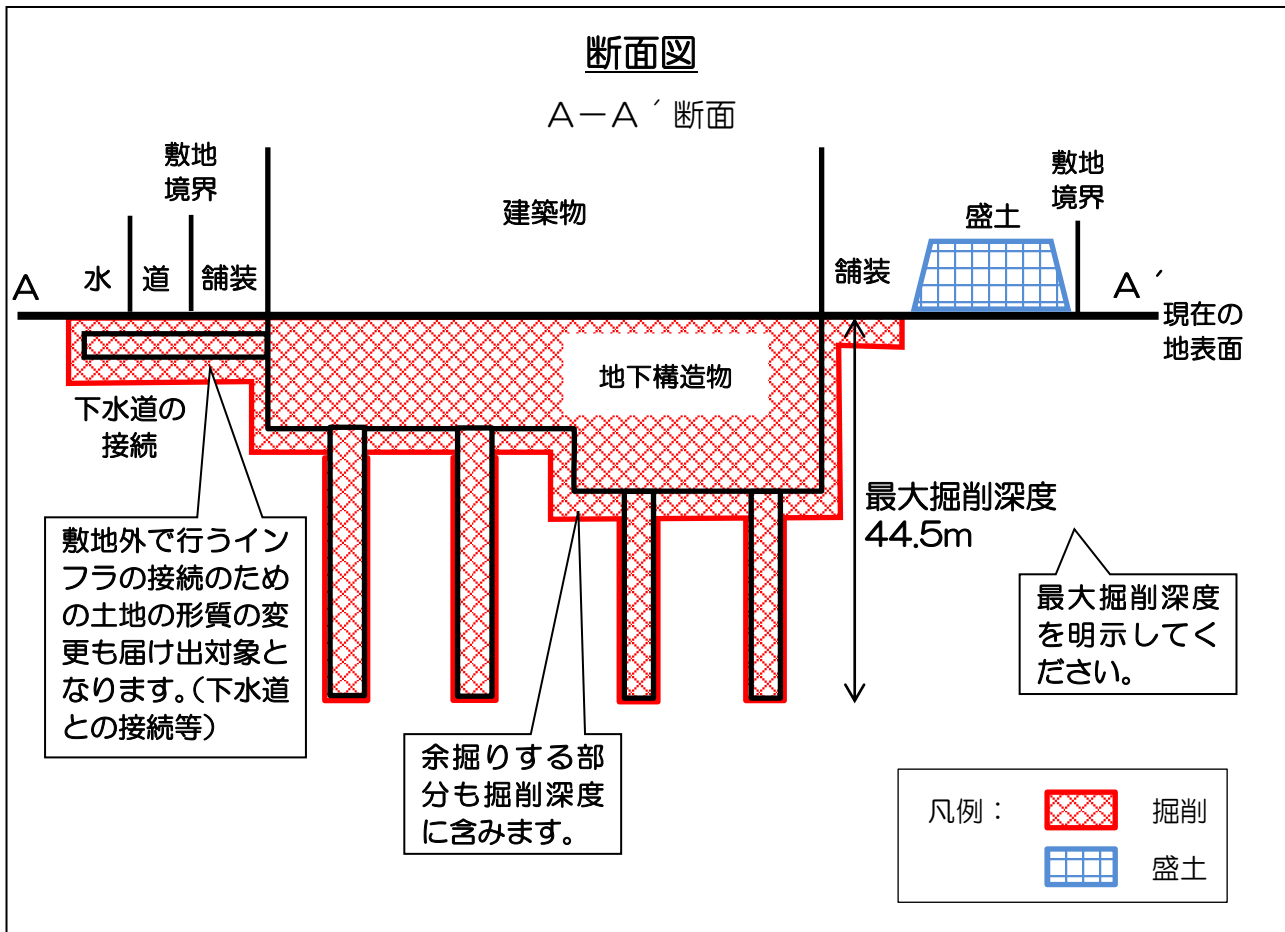 断面図
A-A´断面
敷地
境界
建築物
敷地
境界
盛土
水
道
舗装
舗装
A
A´
現在の
地表面
地下構造物
下水道の
接続
最大掘削深度
44.5m
敷地外で行うイン
フラの接続のため
の土地の形質の変
更も届け出対象と
なります。(下水道
との接続等)
最大掘削深度
を明示してく
ださい。
余掘りする部
分も掘削深度
に含みます。
凡例:
掘削
盛土